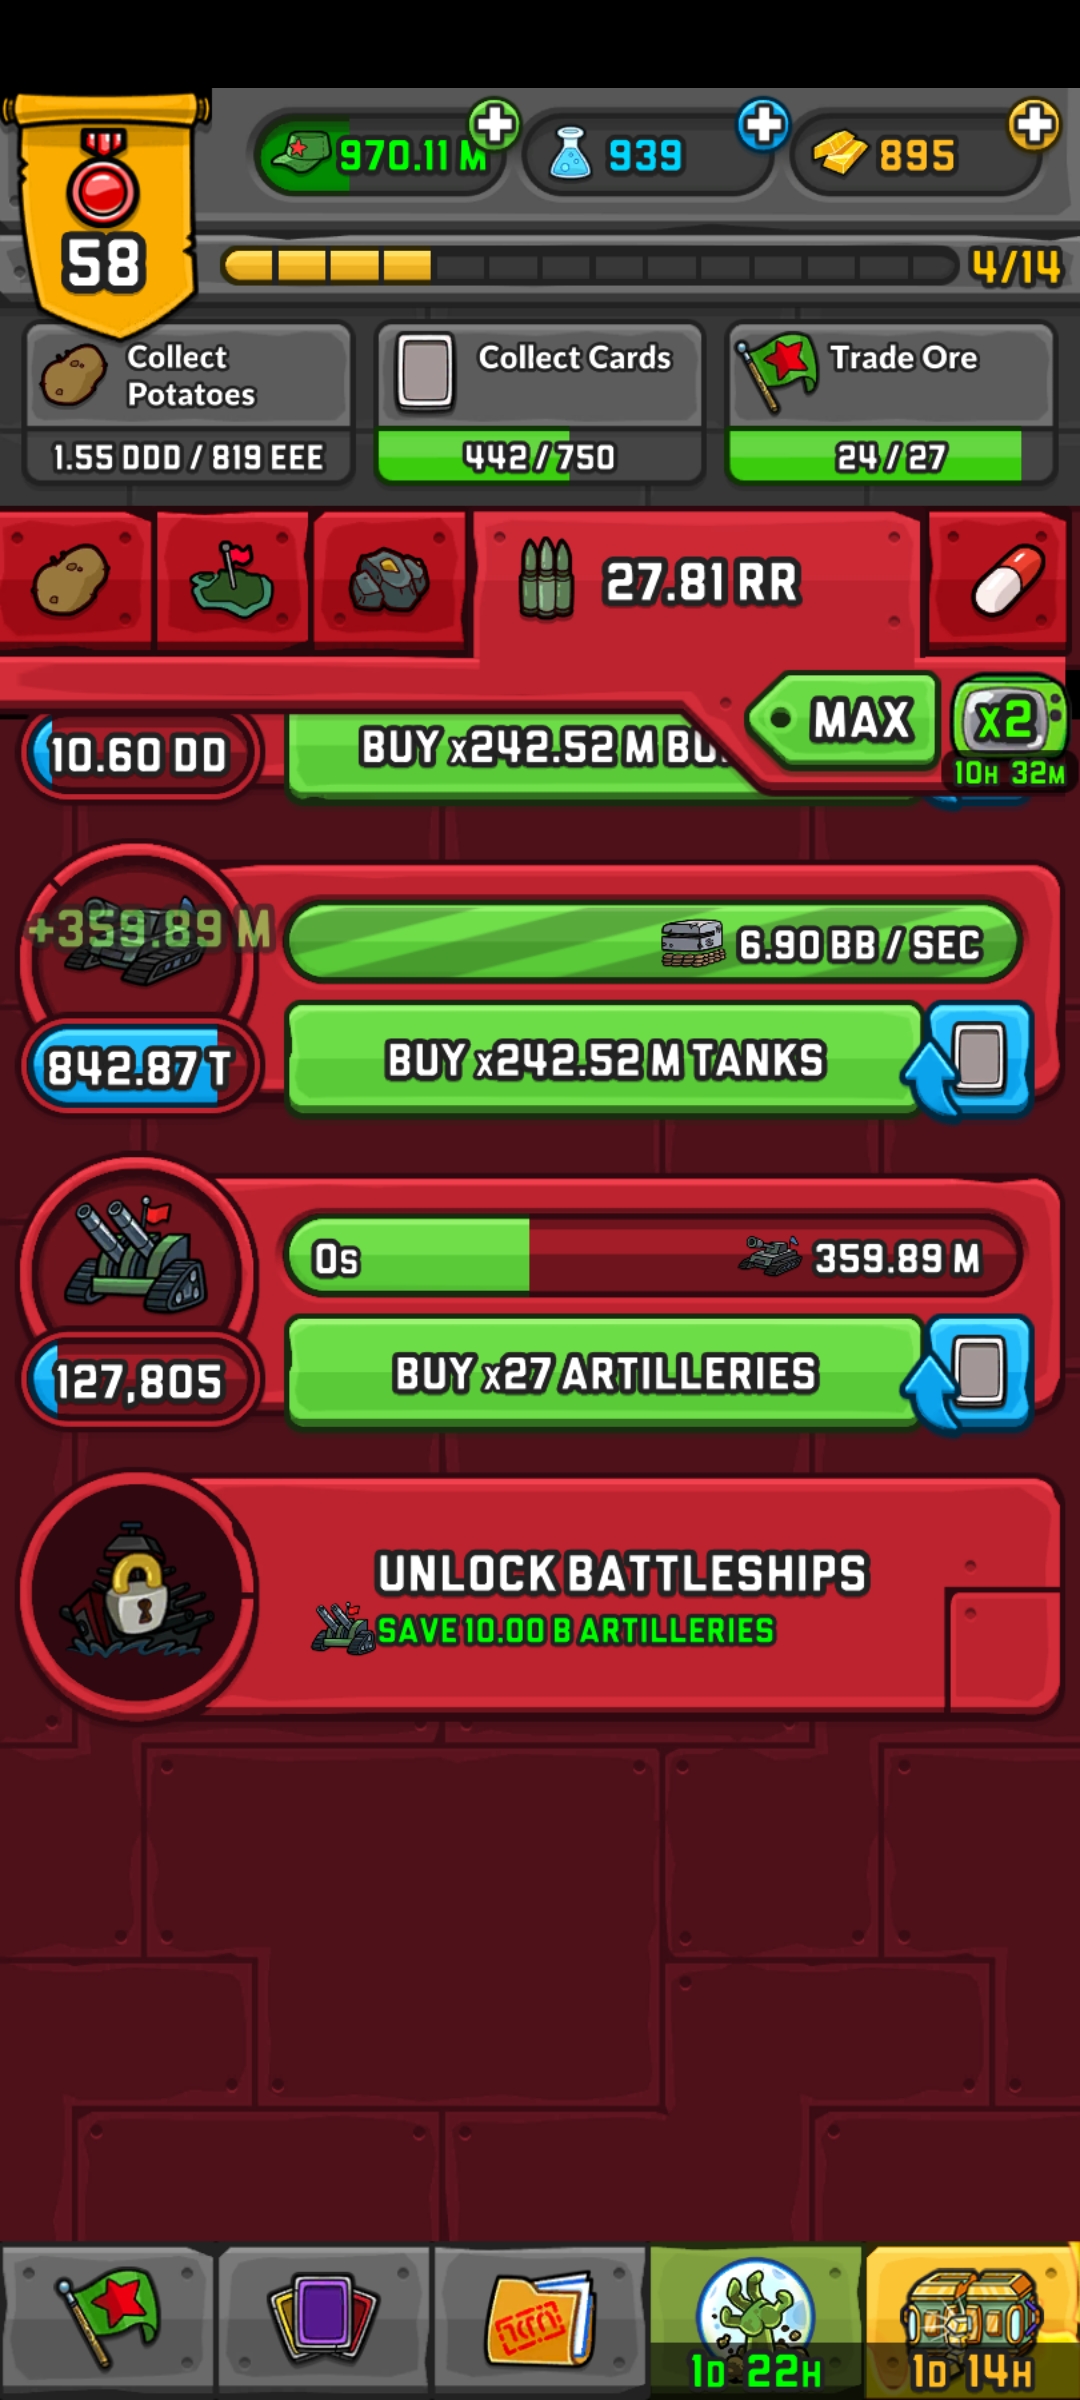 970.11 M
939
895
58
4/14
Collect
Potatoes
1.55 DDD / 819 EEE
Collect Cards
442 / 750
Trade Ore
24 / 27
27.81 RR
MAX
x2
10H 32M
10.60 DD
BUY x242.52 M BU
+359.89 M
6.90 BB / SEC
842.87 T
BUY x242.52 M TANKS
0s
359.89 M
127,805
BUY x27 ARTILLERIES
UNLOCK BATTLESHIPS
SAVE 10.00 B ARTILLERIES
1D 22H
1D 14H